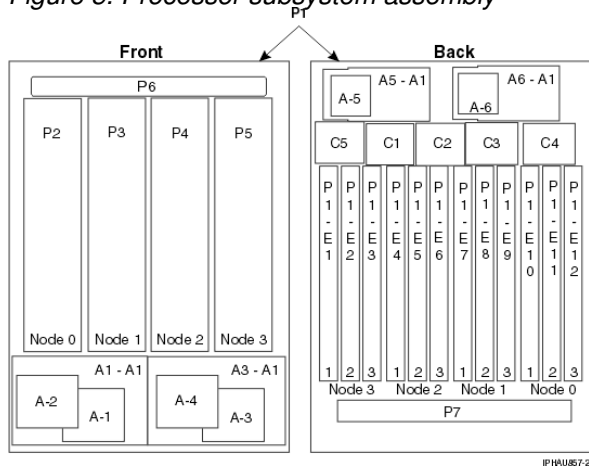 Figure 3. Processor subsystem assembly
P1
Front
Back
P6
P2
P3
P4
P5
Node 0
Node 1
Node 2
Node 3
A1 - A1
A3 - A1
A-2
A-1
A-4
A-3
A-5
A5 - A1
A-6
A6 - A1
C5
C1
C2
C3
C4
P1-E1
P1-E2
P1-E3
P1-E4
P1-E5
P1-E6
P1-E7
P1-E8
P1-E9
P1-E10
P1-E11
P1-E12
1 2 3 1 2 3 1 2 3 1 2 3
Node 3
Node 2
Node 1
Node 0
P7
IPHAU857-2